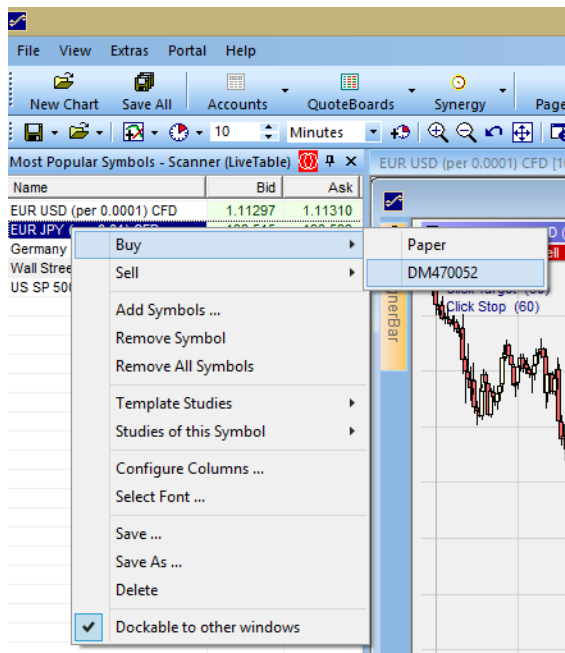 File View Extras Portal Help
New Chart Save All Accounts QuoteBoards Synergy Page
10 Minutes
Most Popular Symbols - Scanner (LiveTable)
EUR USD (per 0.0001) CFD [1
Name Bid Ask
EUR USD (per 0.0001) CFD 1.11297 1.11310
EUR JPY
Germany
Wall Stree
US SP 500
Buy
Sell
Add Symbols ...
Remove Symbol
Remove All Symbols
Template Studies
Studies of this Symbol
Configure Columns ...
Select Font ...
Save ...
Save As ...
Delete
Dockable to other windows
Paper
DM470052
Click Stop (60)
nerBar